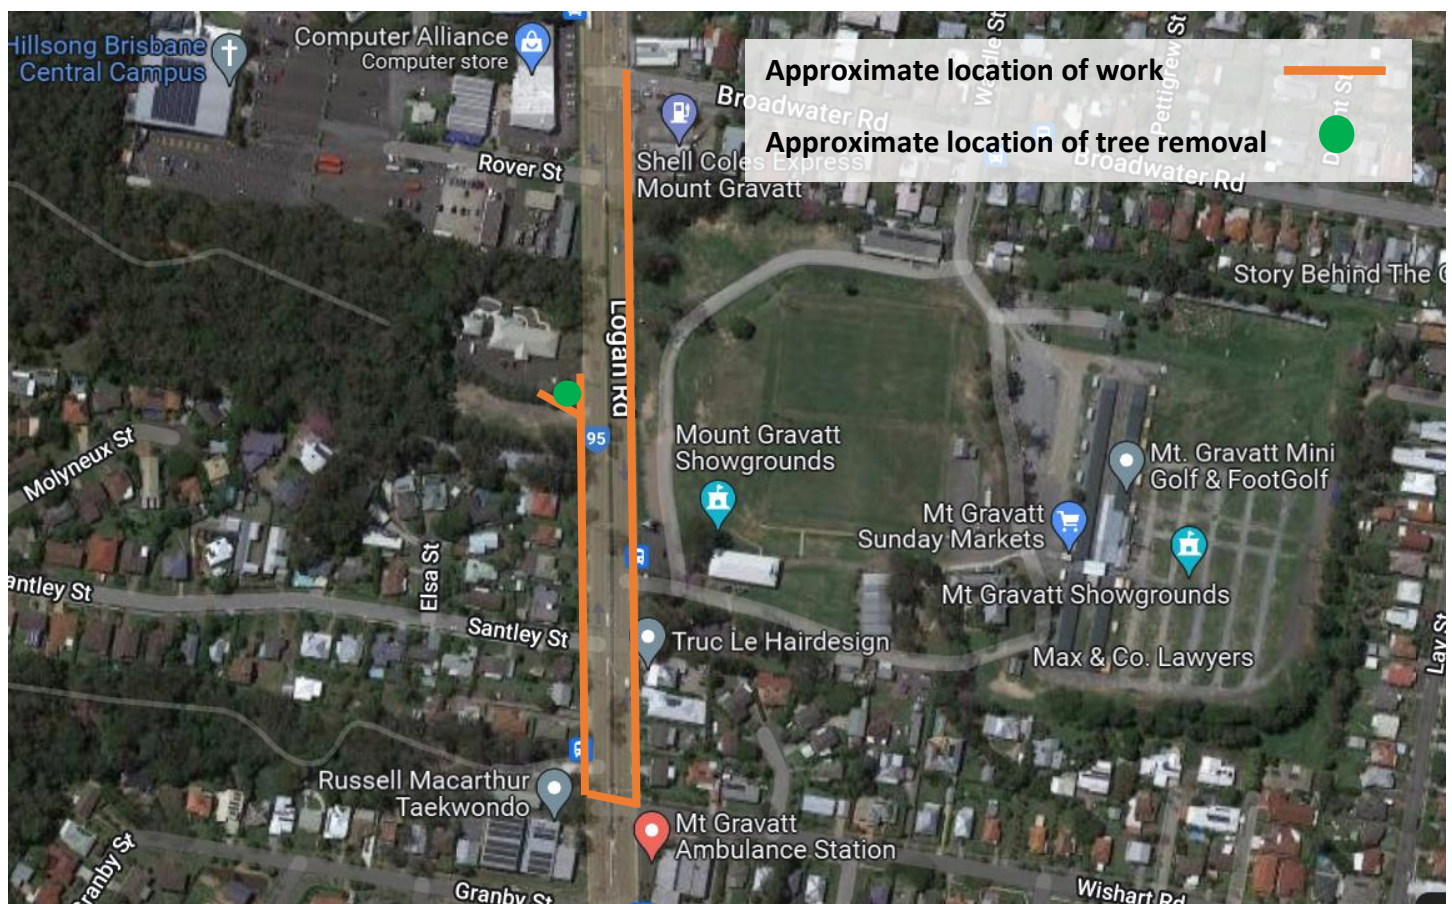 Hillsong Brisbane
Central Campus
Computer Alliance
Computer store
Approximate location of work
Approximate location of tree removal
Broadwater Rd
Shell Coles Express
Mount Gravatt
Rover St
Pettigrew St
Broadwater Rd
Story Behind The
Logan Rd
95
Molyneux St
Mount Gravatt
Showgrounds
Mt. Gravatt Mini
Golf & FootGolf
Mt Gravatt
Sunday Markets
Mt Gravatt Showgrounds
Elsa St
antley St
Santley St
Truc Le Hairdesign
Max & Co. Lawyers
Lay St
Russell Macarthur
Taekwondo
Mt Gravatt
Ambulance Station
Granby St
Granby St
Wishart Rd